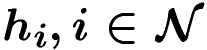 h_i, i ∈ 𝒩